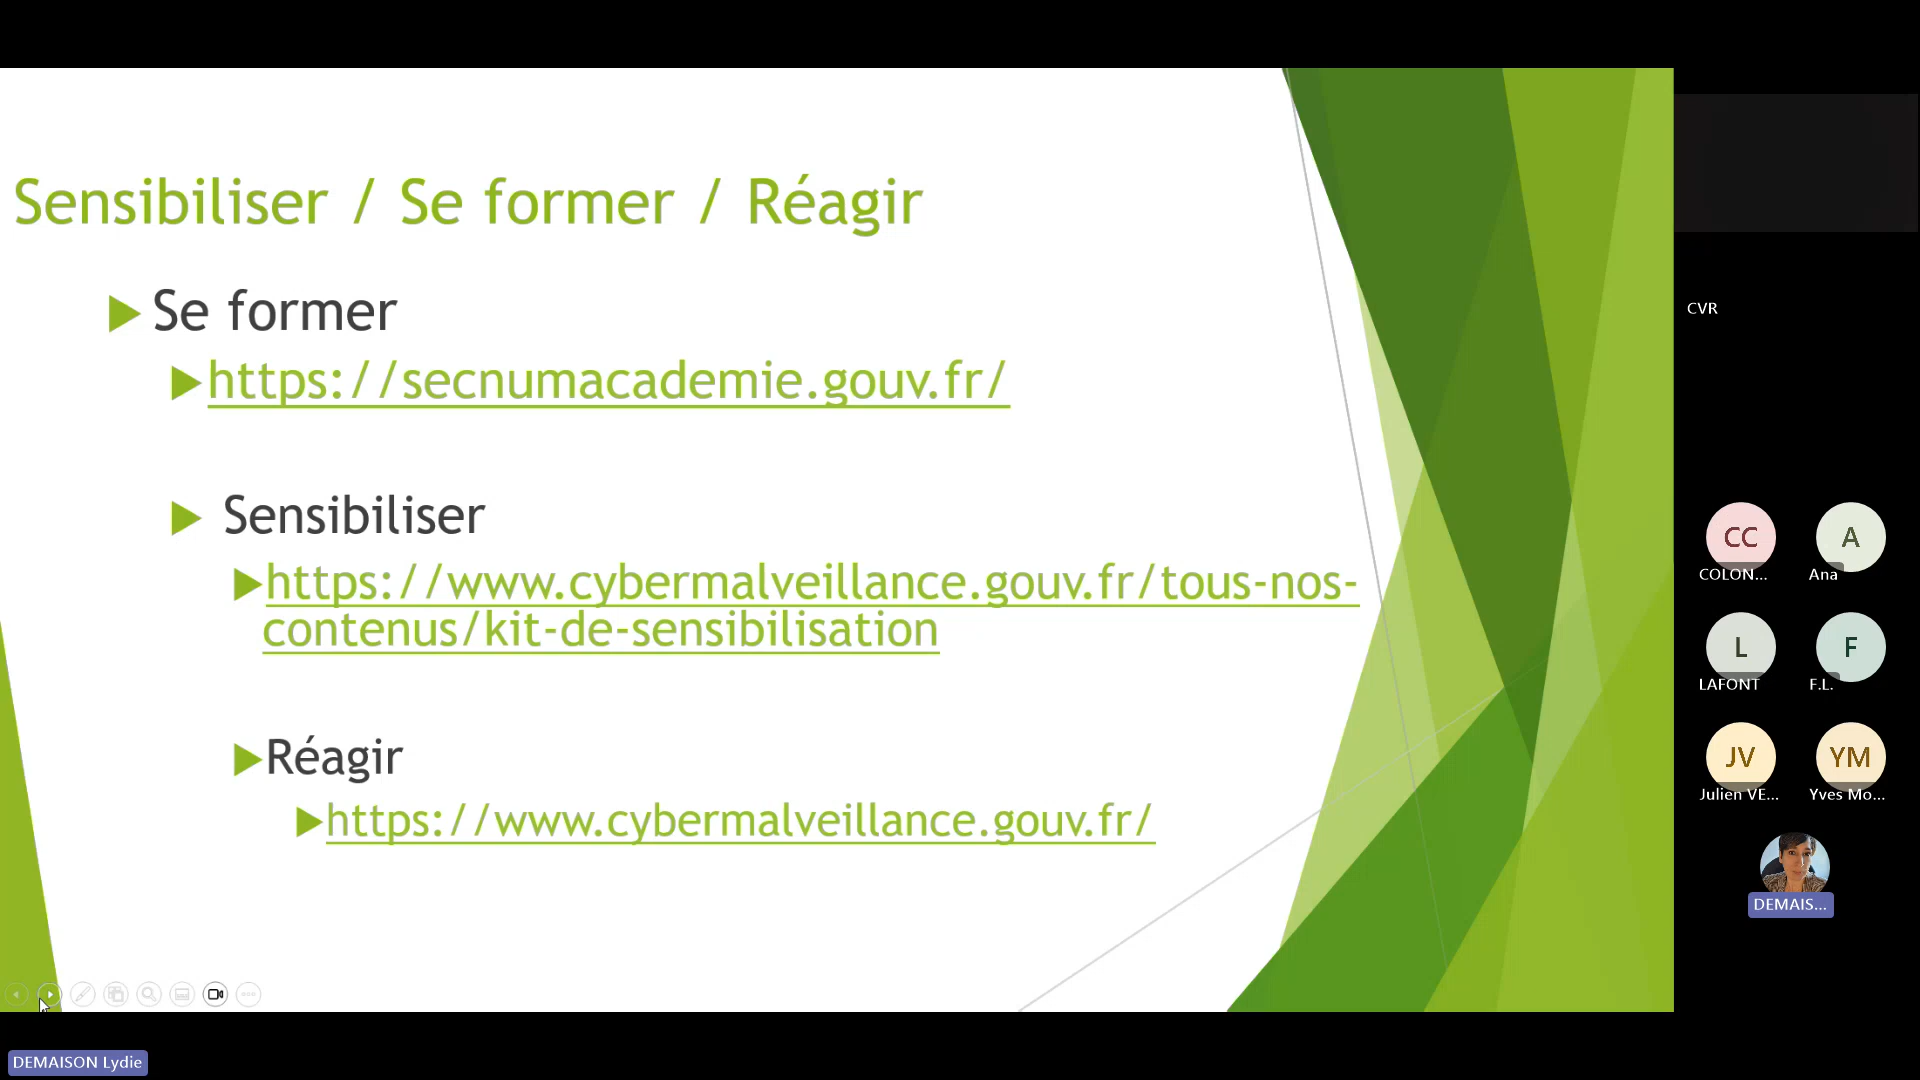 Sensibiliser / Se former / Réagir
Se former
https://secnumacademie.gouv.fr/
Sensibiliser
https://www.cybermalveillance.gouv.fr/tous-nos-
contenus/kit-de-sensibilisation
Réagir
https://www.cybermalveillance.gouv.fr/
CVR
CC
COLON...
A
Ana
L
LAFONT
F
F.L.
JV
Julien VE...
YM
Yves Mo...
DEMAIS...
DEMAISON Lydie